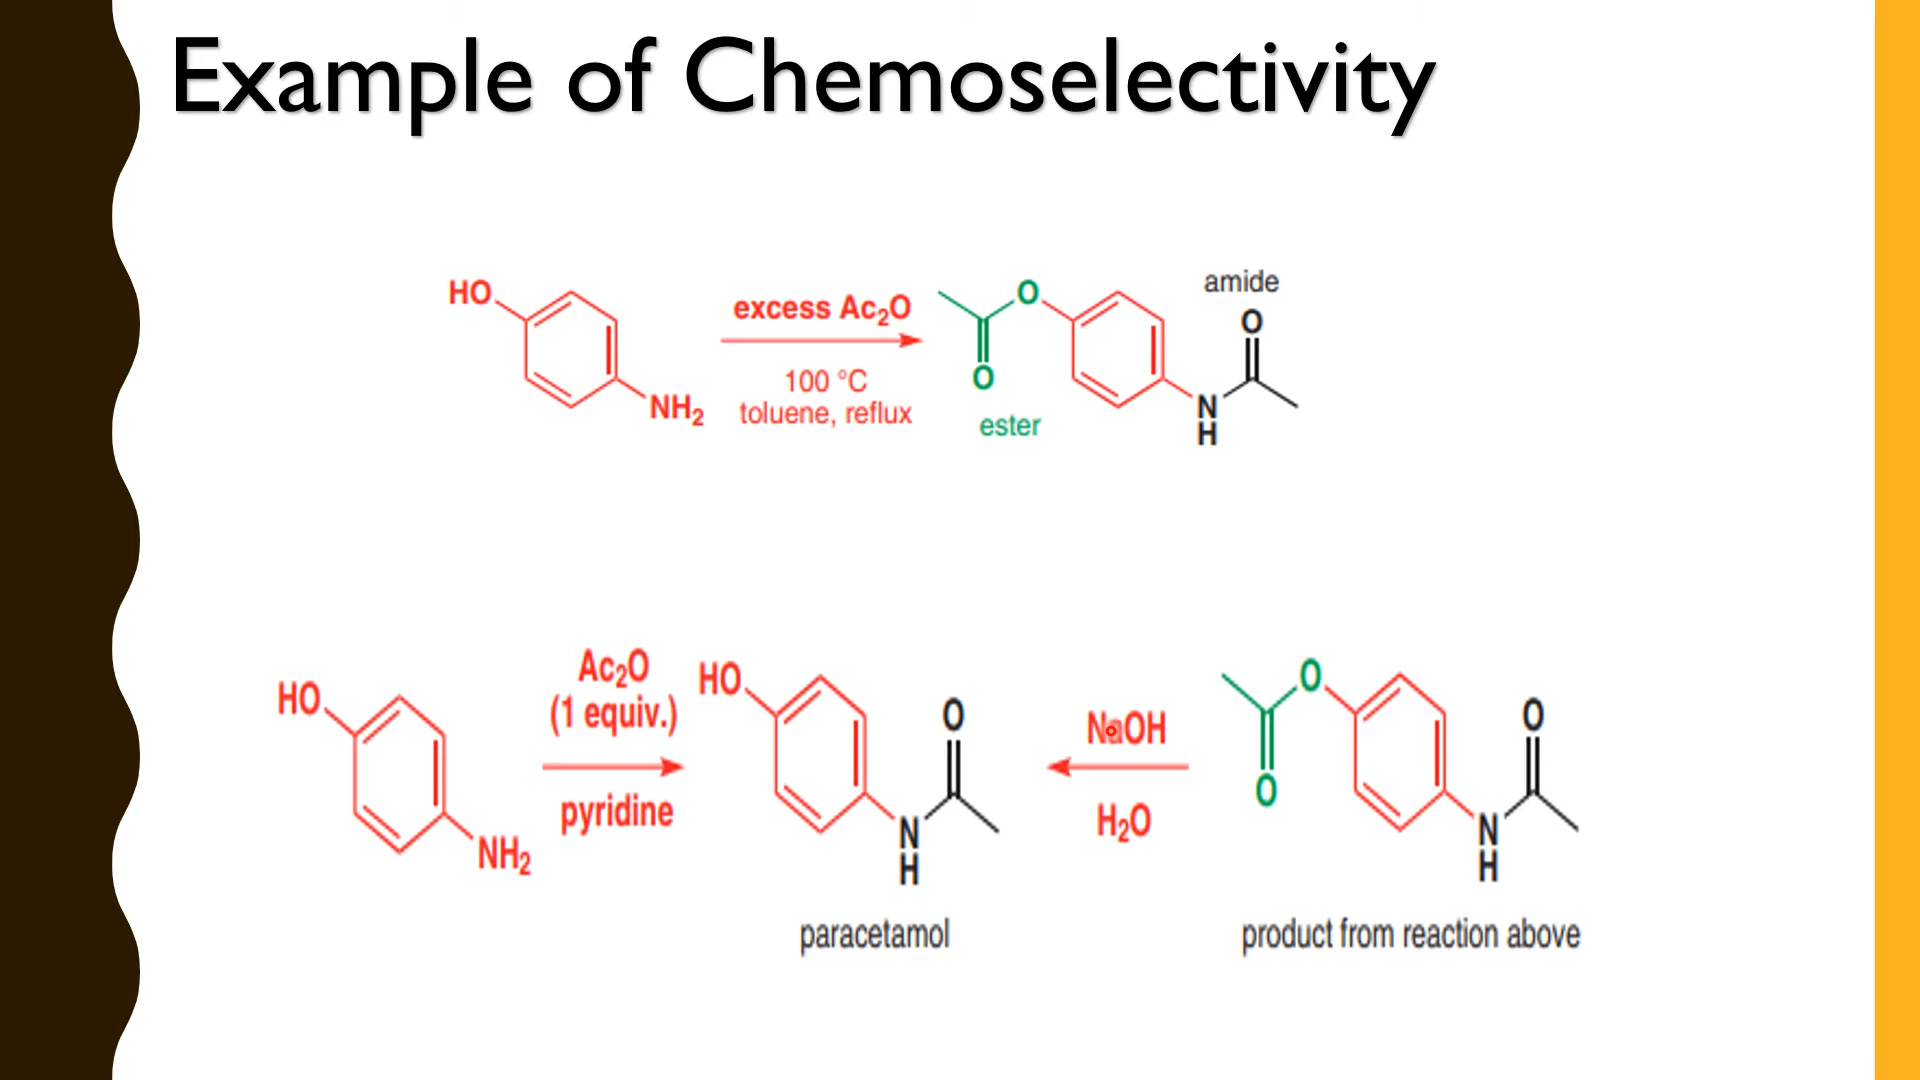 Example of Chemoselectivity
HO
NH₂
excess Ac₂O
100 °C
toluene, reflux
O
O
ester
amide
O
N
H
HO
NH₂
Ac₂O
(1 equiv.)
pyridine
HO
O
N
H
paracetamol
NaOH
H₂O
O
O
O
N
H
product from reaction above